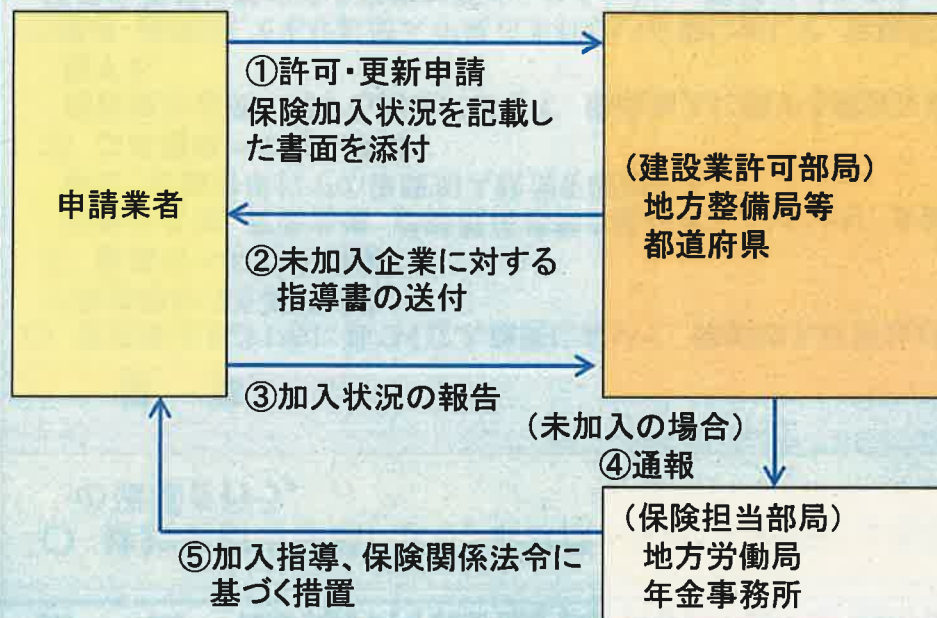 ①許可・更新申請
保険加入状況を記載し
た書面を添付
申請業者
(建設業許可部局)
地方整備局等
都道府県
②未加入企業に対する
指導書の送付
③加入状況の報告
(未加入の場合)
④通報
(保険担当部局)
地方労働局
年金事務所
⑤加入指導、保険関係法令に
基づく措置